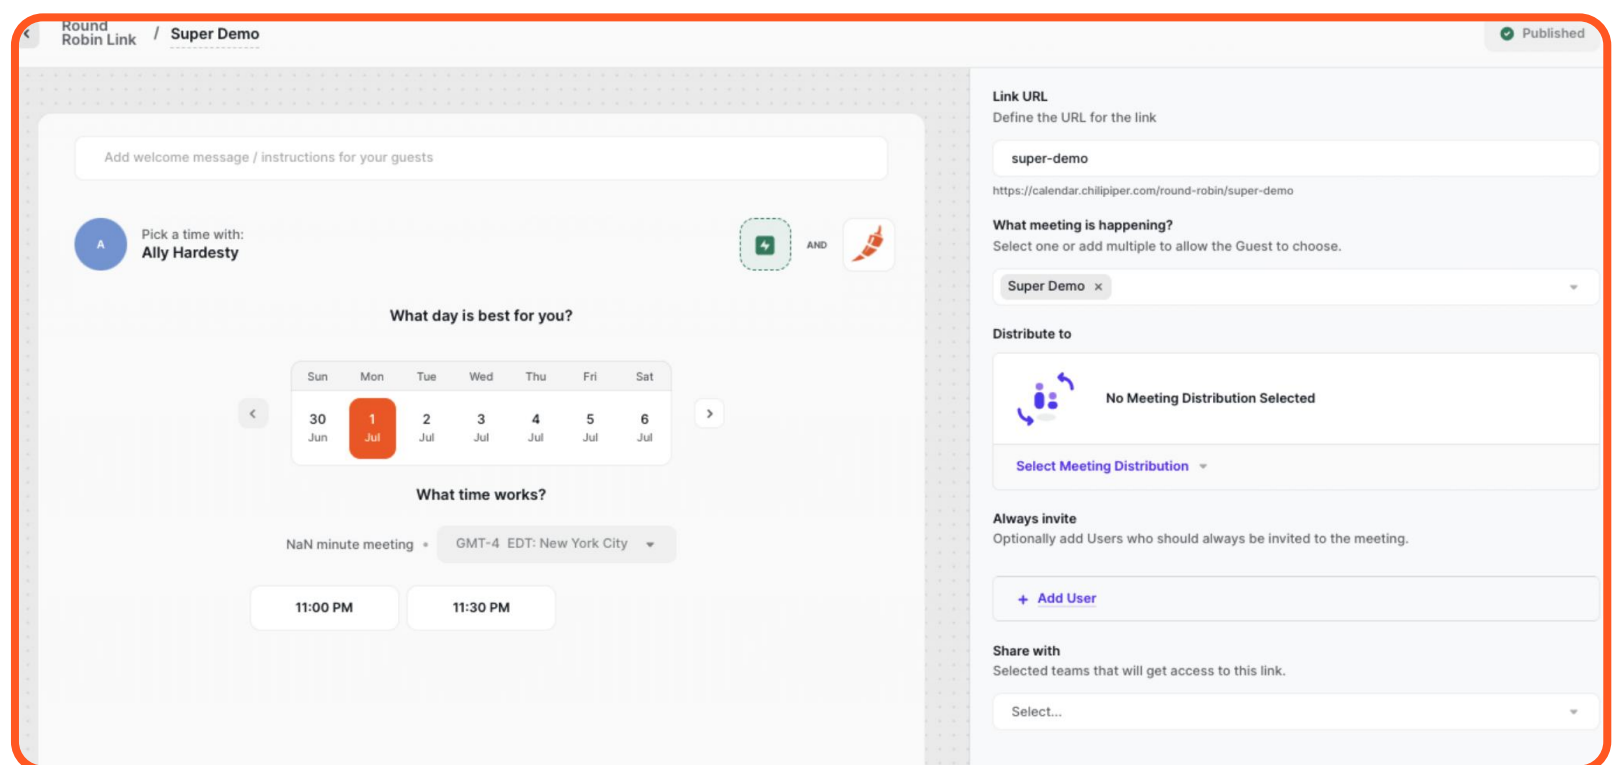 Round
Robin Link / Super Demo
Published
Add welcome message / instructions for your guests
A
Pick a time with:
Ally Hardesty
AND
What day is best for you?
Sun Mon Tue Wed Thu Fri Sat
30 1 2 3 4 5 6
Jun Jul Jul Jul Jul Jul Jul
What time works?
NaN minute meeting • GMT-4 EDT: New York City
11:00 PM 11:30 PM
Link URL
Define the URL for the link
super-demo
https://calendar.chilipiper.com/round-robin/super-demo
What meeting is happening?
Select one or add multiple to allow the Guest to choose.
Super Demo ×
Distribute to
No Meeting Distribution Selected
Select Meeting Distribution
Always invite
Optionally add Users who should always be invited to the meeting.
+ Add User
Share with
Selected teams that will get access to this link.
Select...